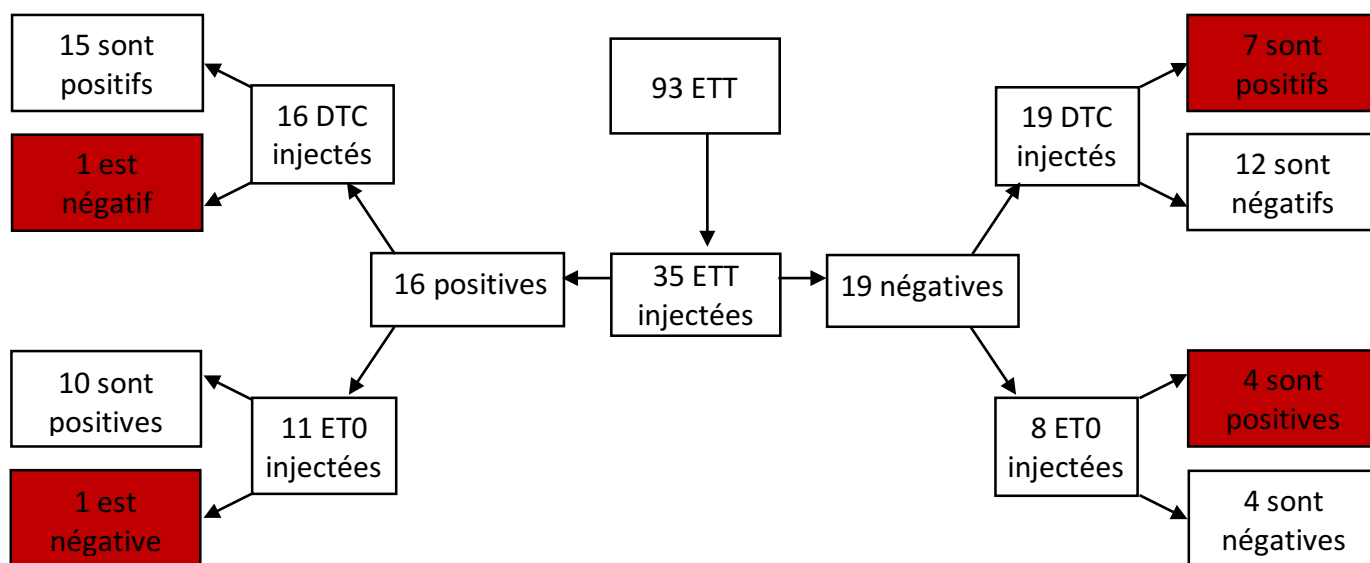 15 sont
positifs
1 est
négatif
16 DTC
injectés
93 ETT
19 DTC
injectés
7 sont
positifs
12 sont
négatifs
16 positives
35 ETT
injectées
19 négatives
10 sont
positives
1 est
négative
11 ET0
injectées
8 ET0
injectées
4 sont
positives
4 sont
négatives